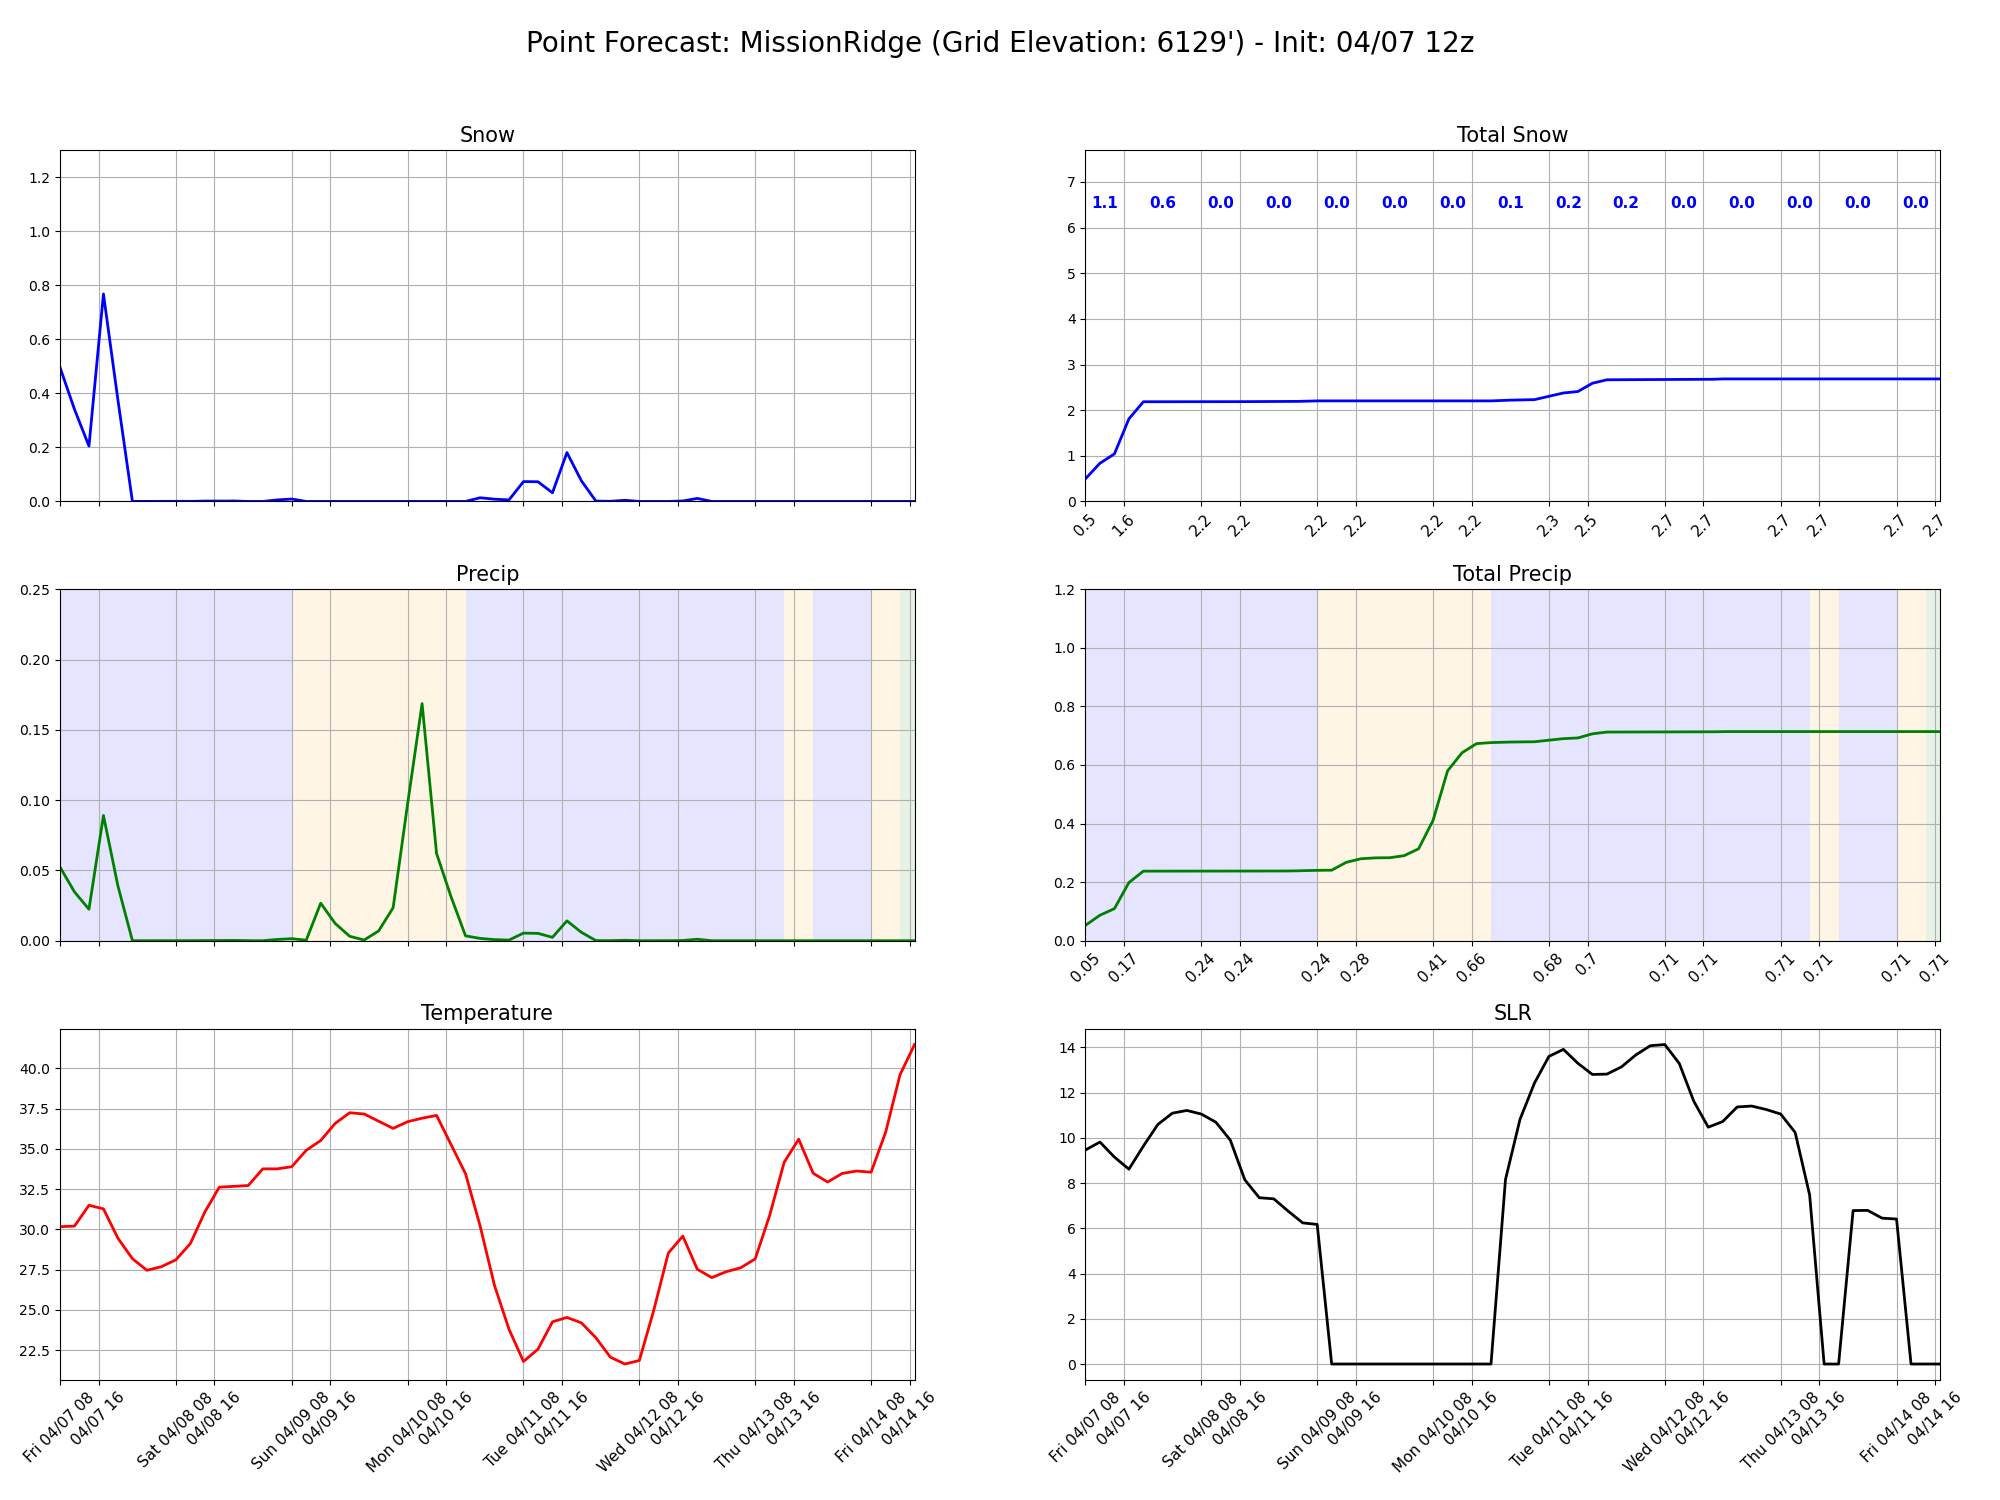 Point Forecast: MissionRidge (Grid Elevation: 6129') - Init: 04/07 12z
Snow
1.2
1.0
0.8
0.6
0.4
0.2
0.0
Total Snow
7
6
5
4
3
2
1
0
1.1 0.6 0.0 0.0 0.0 0.0 0.0 0.1 0.2 0.2 0.0 0.0 0.0 0.0 0.0
0.5 1.6 2.2 2.2 2.2 2.2 2.2 2.2 2.3 2.5 2.7 2.7 2.7 2.7 2.7 2.7
Precip
0.25
0.20
0.15
0.10
0.05
0.00
Total Precip
1.2
1.0
0.8
0.6
0.4
0.2
0.0
0.05 0.17 0.24 0.24 0.24 0.28 0.41 0.66 0.68 0.7 0.71 0.71 0.71 0.71 0.71 0.71
Temperature
40.0
37.5
35.0
32.5
30.0
27.5
25.0
22.5
Fri 04/07 08
04/07 16
Sat 04/08 08
04/08 16
Sun 04/09 08
04/09 16
Mon 04/10 08
04/10 16
Tue 04/11 08
04/11 16
Wed 04/12 08
04/12 16
Thu 04/13 08
04/13 16
Fri 04/14 08
04/14 16
SLR
14
12
10
8
6
4
2
0
Fri 04/07 08
04/07 16
Sat 04/08 08
04/08 16
Sun 04/09 08
04/09 16
Mon 04/10 08
04/10 16
Tue 04/11 08
04/11 16
Wed 04/12 08
04/12 16
Thu 04/13 08
04/13 16
Fri 04/14 08
04/14 16